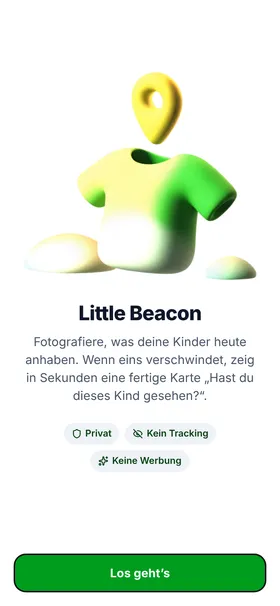 Little Beacon
Fotografiere, was deine Kinder heute
anhaben. Wenn eins verschwindet, zeig
in Sekunden eine fertige Karte „Hast du
dieses Kind gesehen?“.
Privat
Kein Tracking
Keine Werbung
Los geht’s